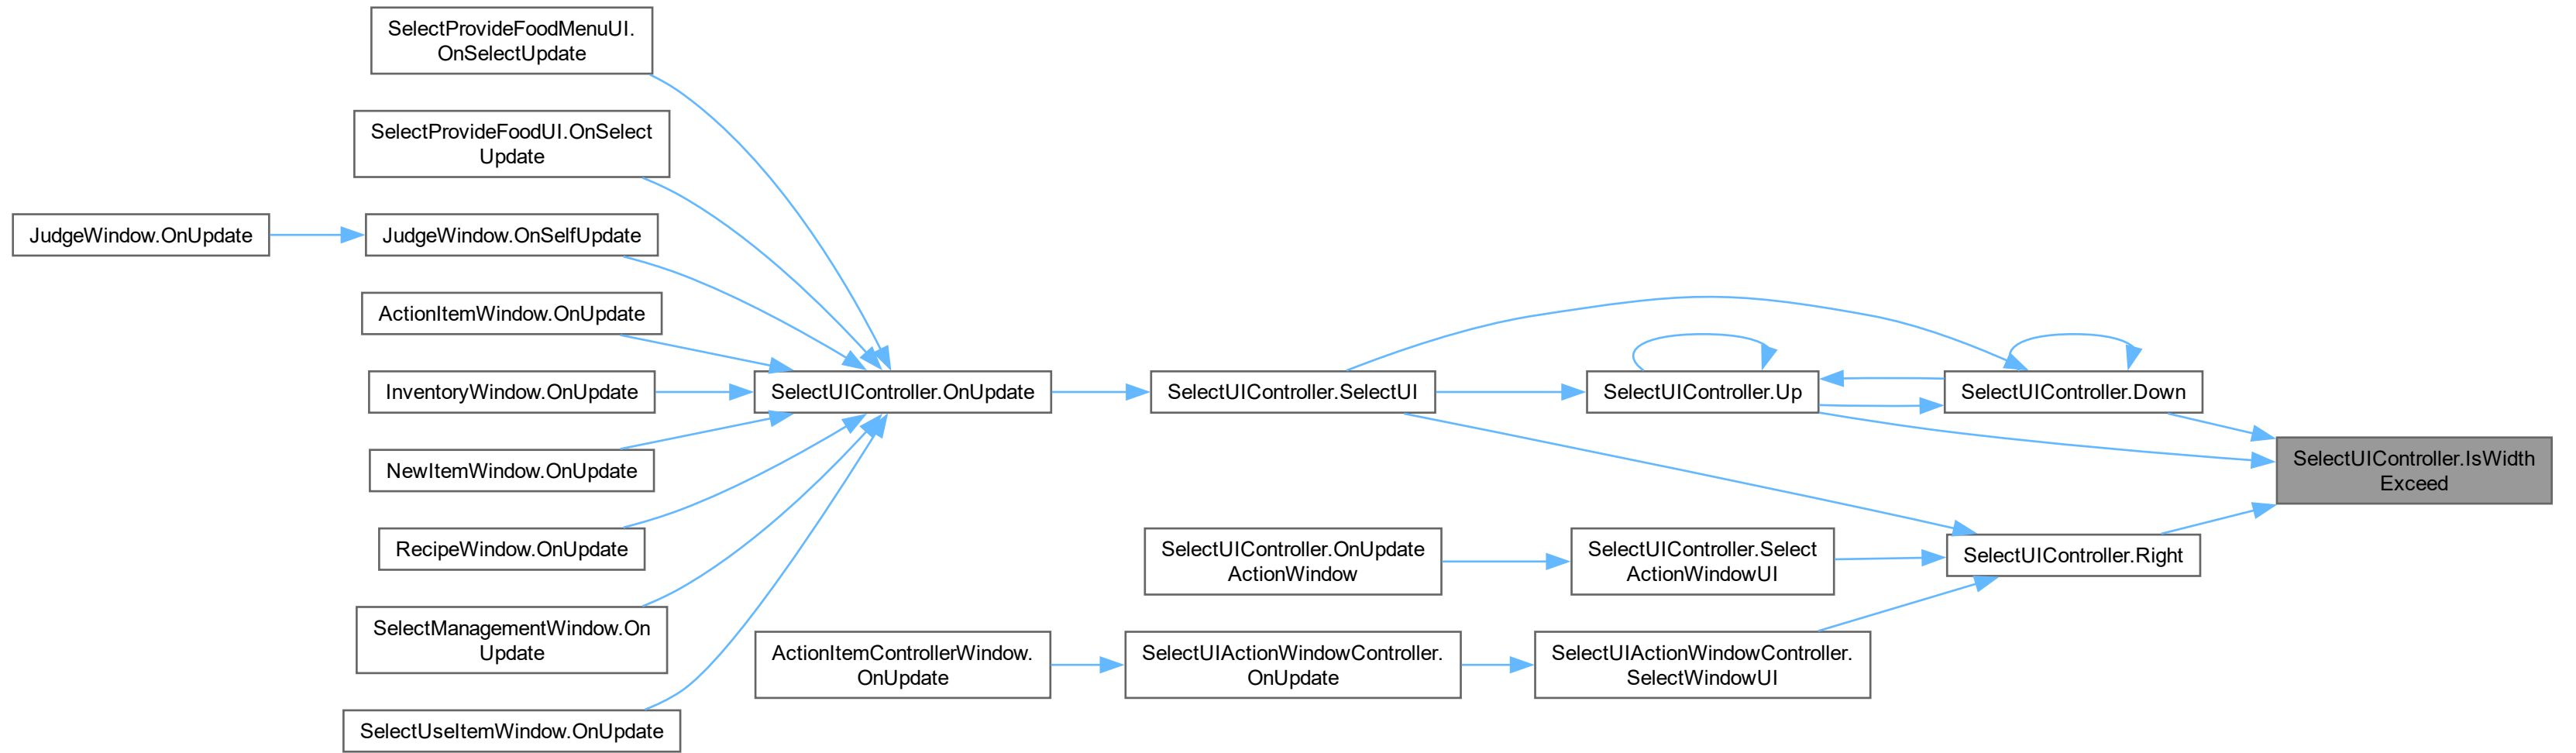 SelectProvideFoodMenuUI.
OnSelectUpdate
SelectProvideFoodUI.OnSelect
Update
JudgeWindow.OnUpdate
JudgeWindow.OnSelfUpdate
ActionItemWindow.OnUpdate
InventoryWindow.OnUpdate
NewItemWindow.OnUpdate
RecipeWindow.OnUpdate
SelectManagementWindow.On
Update
SelectUseItemWindow.OnUpdate
SelectUIController.OnUpdate
SelectUIController.SelectUI
SelectUIController.Up
SelectUIController.Down
SelectUIController.IsWidth
Exceed
SelectUIController.OnUpdate
ActionWindow
SelectUIController.Select
ActionWindowUI
SelectUIController.Right
ActionItemControllerWindow.
OnUpdate
SelectUIActionWindowController.
OnUpdate
SelectUIActionWindowController.
SelectWindowUI